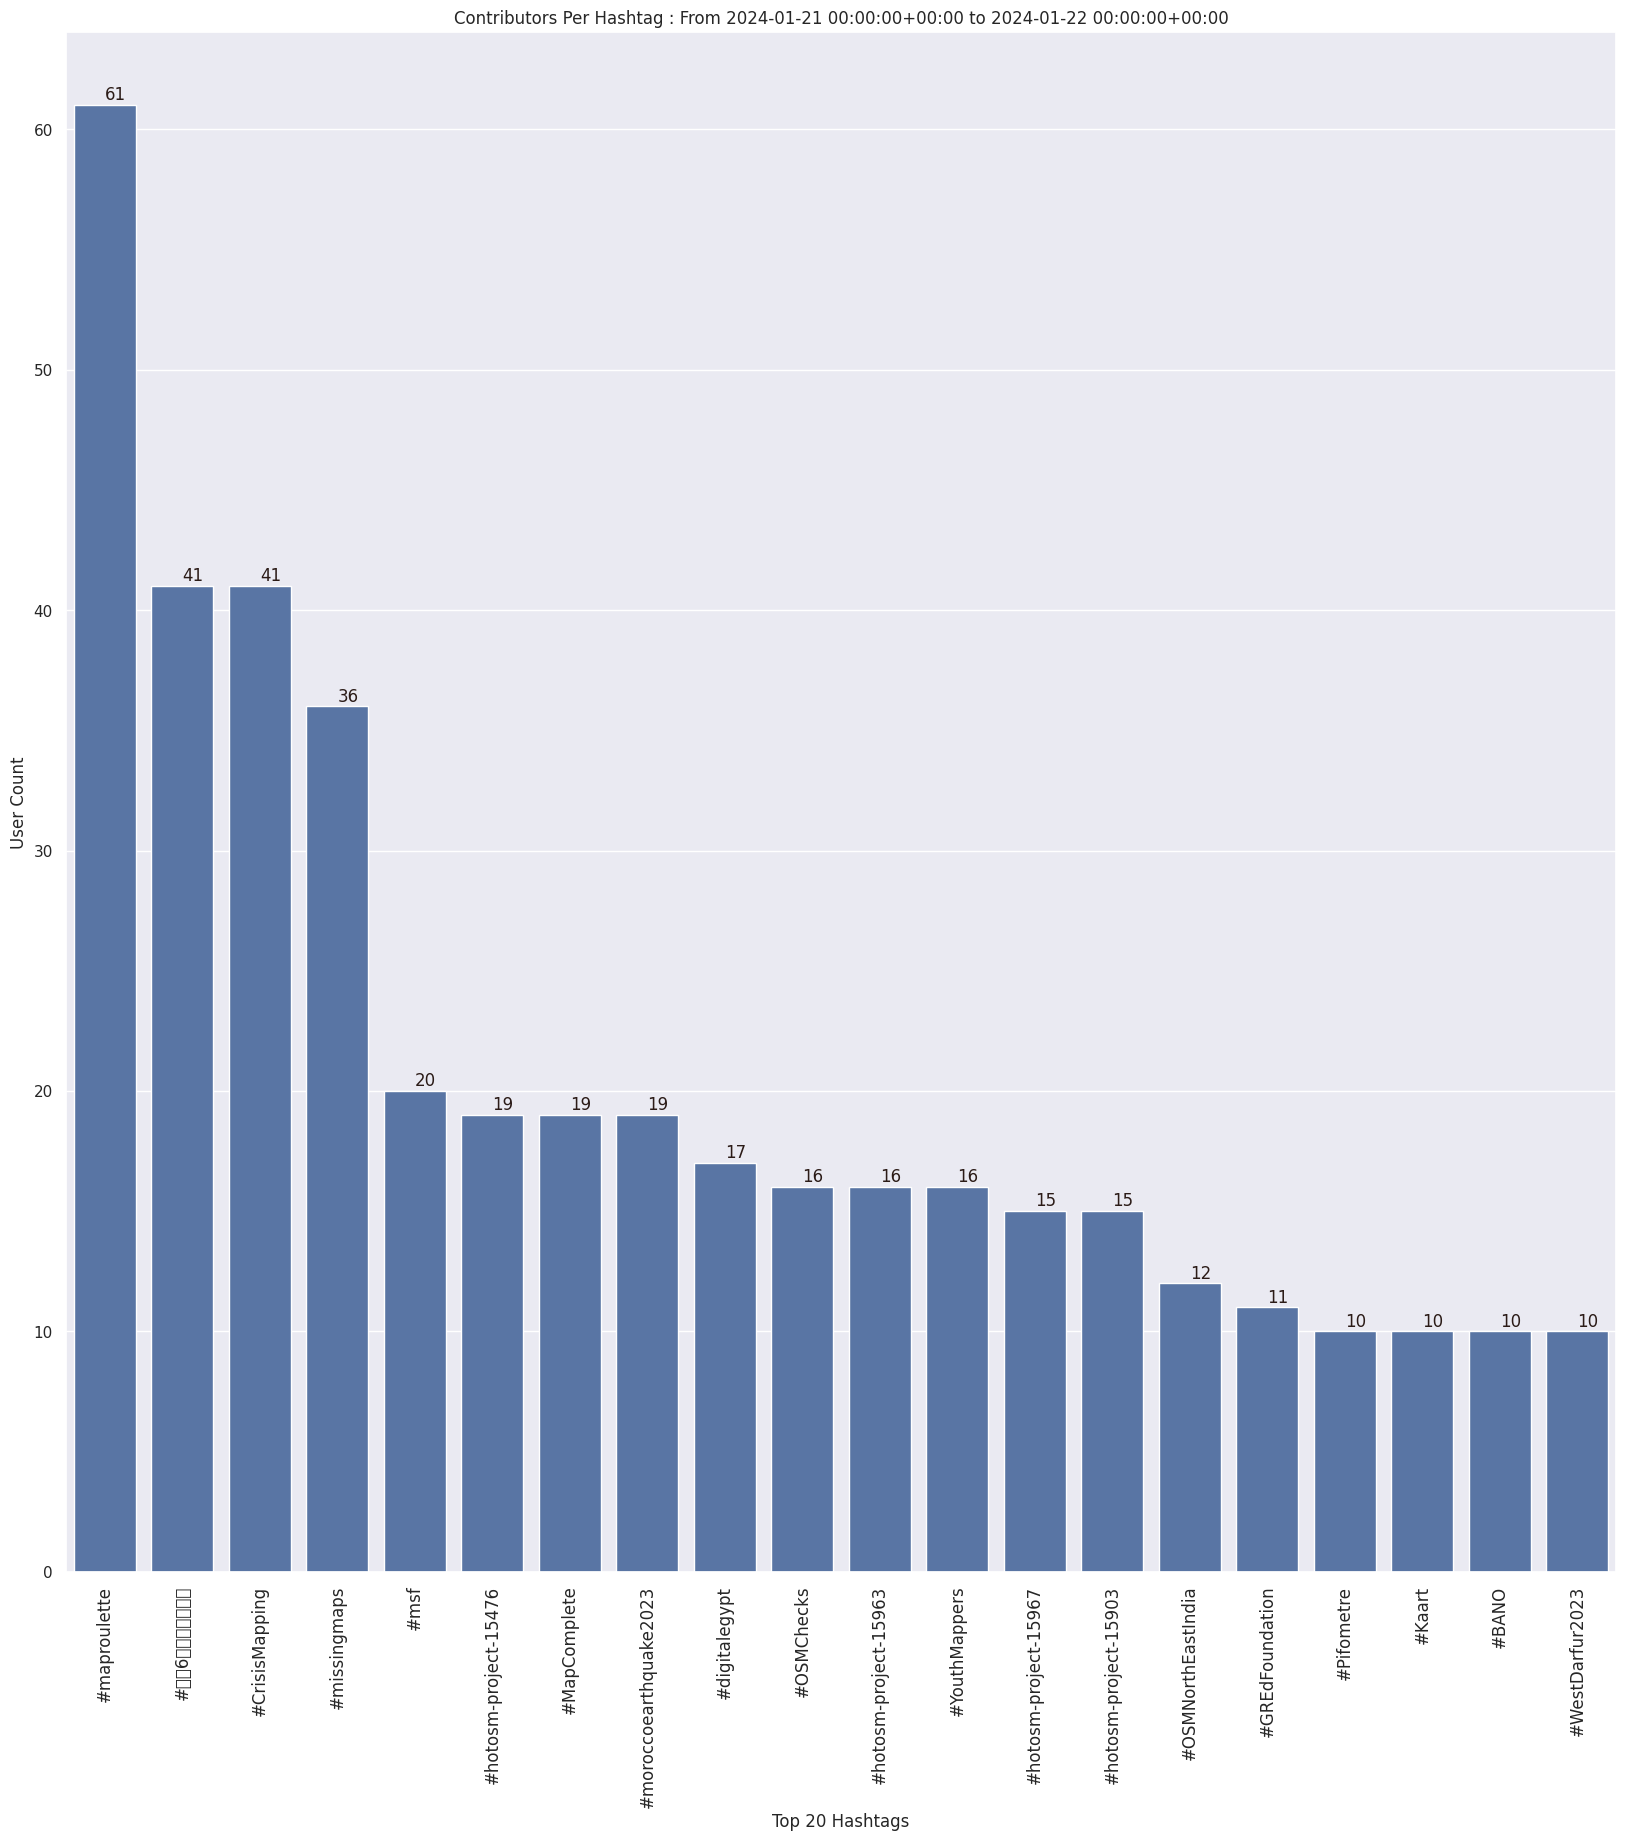 Contributors Per Hashtag : From 2024-01-21 00:00:00+00:00 to 2024-01-22 00:00:00+00:00
User Count
60
50
40
30
20
10
0
61
41
41
36
20
19
19
19
17
16
16
16
15
15
12
11
10
10
10
10
#maproulette
#CrisisMapping
#missingmaps
#msf
#hotosm-project-15476
#MapComplete
#moroccoearthquake2023
#digitalegypt
#OSMChecks
#hotosm-project-15963
#YouthMappers
#hotosm-project-15967
#hotosm-project-15903
#OSMNorthEastIndia
#GREdFoundation
#Pifometre
#Kaart
#BANO
#WestDarfur2023
Top 20 Hashtags